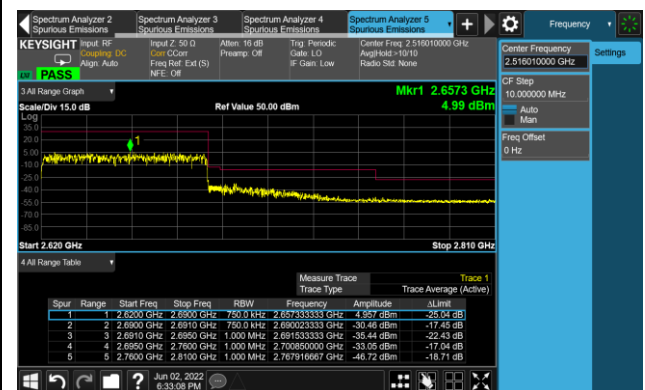 Spectrum Analyzer 2
Spurious Emissions
Spectrum Analyzer 3
Spurious Emissions
Spectrum Analyzer 4
Spurious Emissions
Spectrum Analyzer 5
Spurious Emissions
Frequency
KEYSIGHT
Input: RF
Coupling: DC
Align: Auto
Input Z: 50 Ω
Corr CCorr
Freq Ref: Ext (S)
NFE: Off
Atten: 16 dB
Preamp: Off
Trig: Periodic
Gate: LO
IF Gain: Low
Center Freq: 2.516010000 GHz
Avg|Hold:>10/10
Radio Std: None
PASS
Center Frequency
2.516010000 GHz
Settings
CF Step
10.000000 MHz
Auto
Man
Freq Offset
0 Hz
3 All Range Graph
Mkr1 2.6573 GHz
Scale/Div 15.0 dB
Ref Value 50.00 dBm
4.99 dBm
Log
35.0
20.0
5.00
-10.0
-25.0
-40.0
-55.0
-70.0
-85.0
1
Start 2.620 GHz
Stop 2.810 GHz
4 All Range Table
Measure Trace Trace 1
Trace Type Trace Average (Active)
Spur Range Start Freq Stop Freq RBW Frequency Amplitude ΔLimit
1 1 2.6200 GHz 2.6900 GHz 750.0 kHz 2.657333333 GHz 4.957 dBm -25.04 dB
2 2 2.6900 GHz 2.6910 GHz 750.0 kHz 2.690023333 GHz -30.46 dBm -17.45 dB
3 3 2.6910 GHz 2.6950 GHz 1.000 MHz 2.691533333 GHz -35.44 dBm -22.43 dB
4 4 2.6950 GHz 2.7600 GHz 1.000 MHz 2.700850000 GHz -33.05 dBm -17.04 dB
5 5 2.7600 GHz 2.8100 GHz 1.000 MHz 2.767916667 GHz -46.72 dBm -18.71 dB
Jun 02, 2022
6:33:08 PM